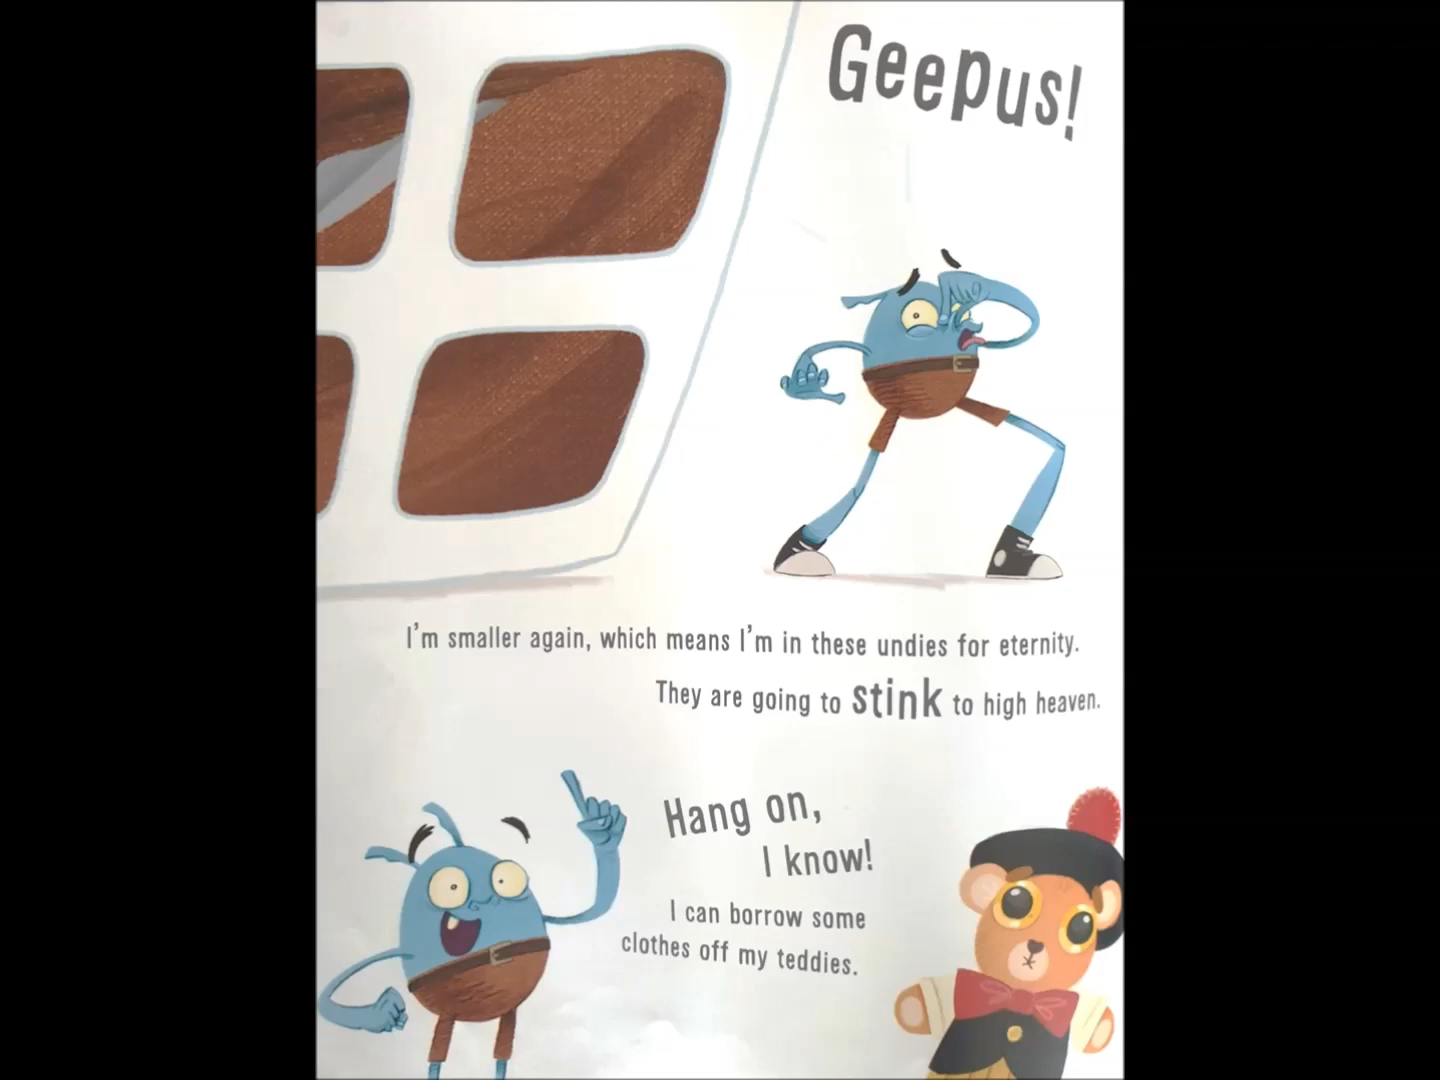 Geepus!
I'm smaller again, which means I'm in these undies for eternity.
They are going to stink to high heaven.
Hang on,
I know!
I can borrow some
clothes off my teddies.